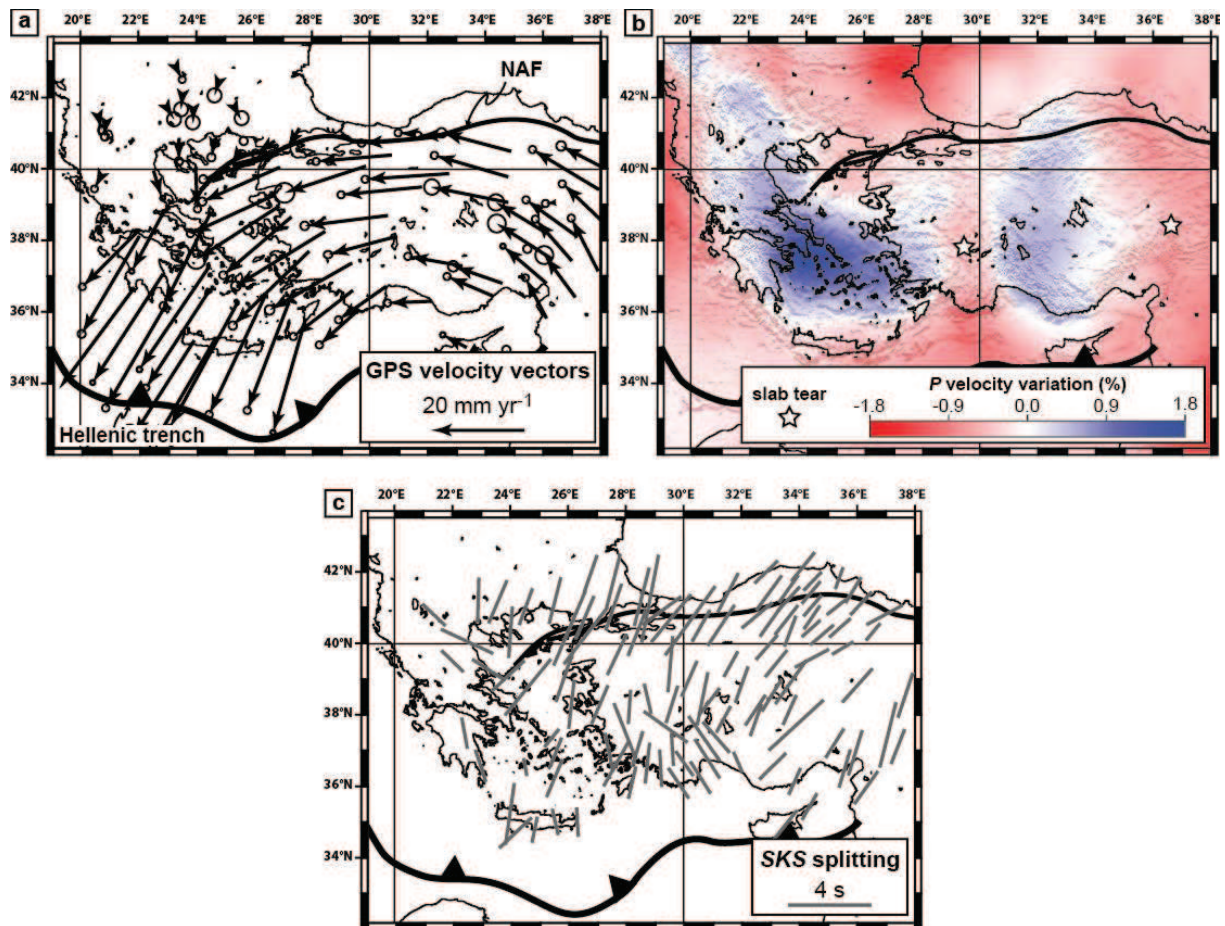 a
20°E 22°E 24°E 26°E 28°E 30°E 32°E 34°E 36°E 38°E
42°N
40°N
38°N
36°N
34°N
NAF
Hellenic trench
GPS velocity vectors
20 mm yr-1
b
20°E 22°E 24°E 26°E 28°E 30°E 32°E 34°E 36°E 38°E
42°N
40°N
38°N
36°N
34°N
slab tear
P velocity variation (%)
-1.8 -0.9 0.0 0.9 1.8
c
20°E 22°E 24°E 26°E 28°E 30°E 32°E 34°E 36°E 38°E
42°N
40°N
38°N
36°N
34°N
SKS splitting
4 s